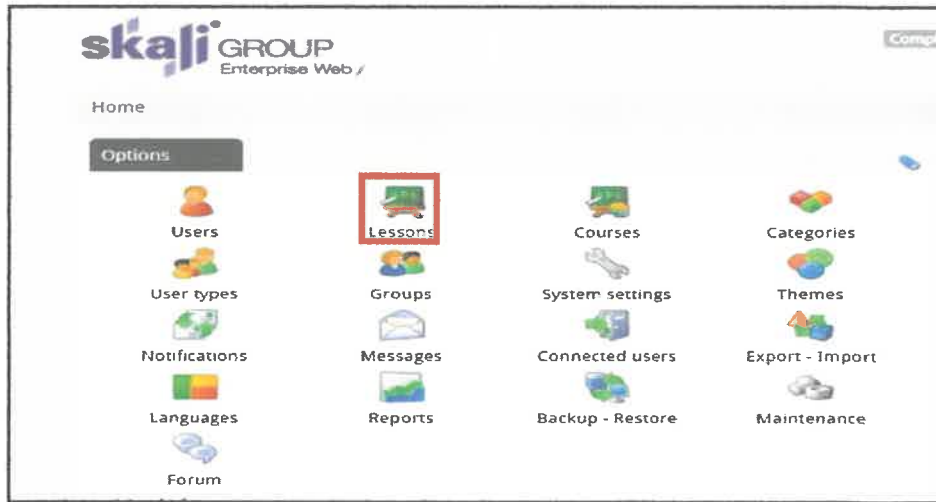 skali GROUP
Enterprise Web
Home
Options
Users Lessons Courses Categories
User types Groups System settings Themes
Notifications Messages Connected users Export - Import
Languages Reports Backup - Restore Maintenance
Forum